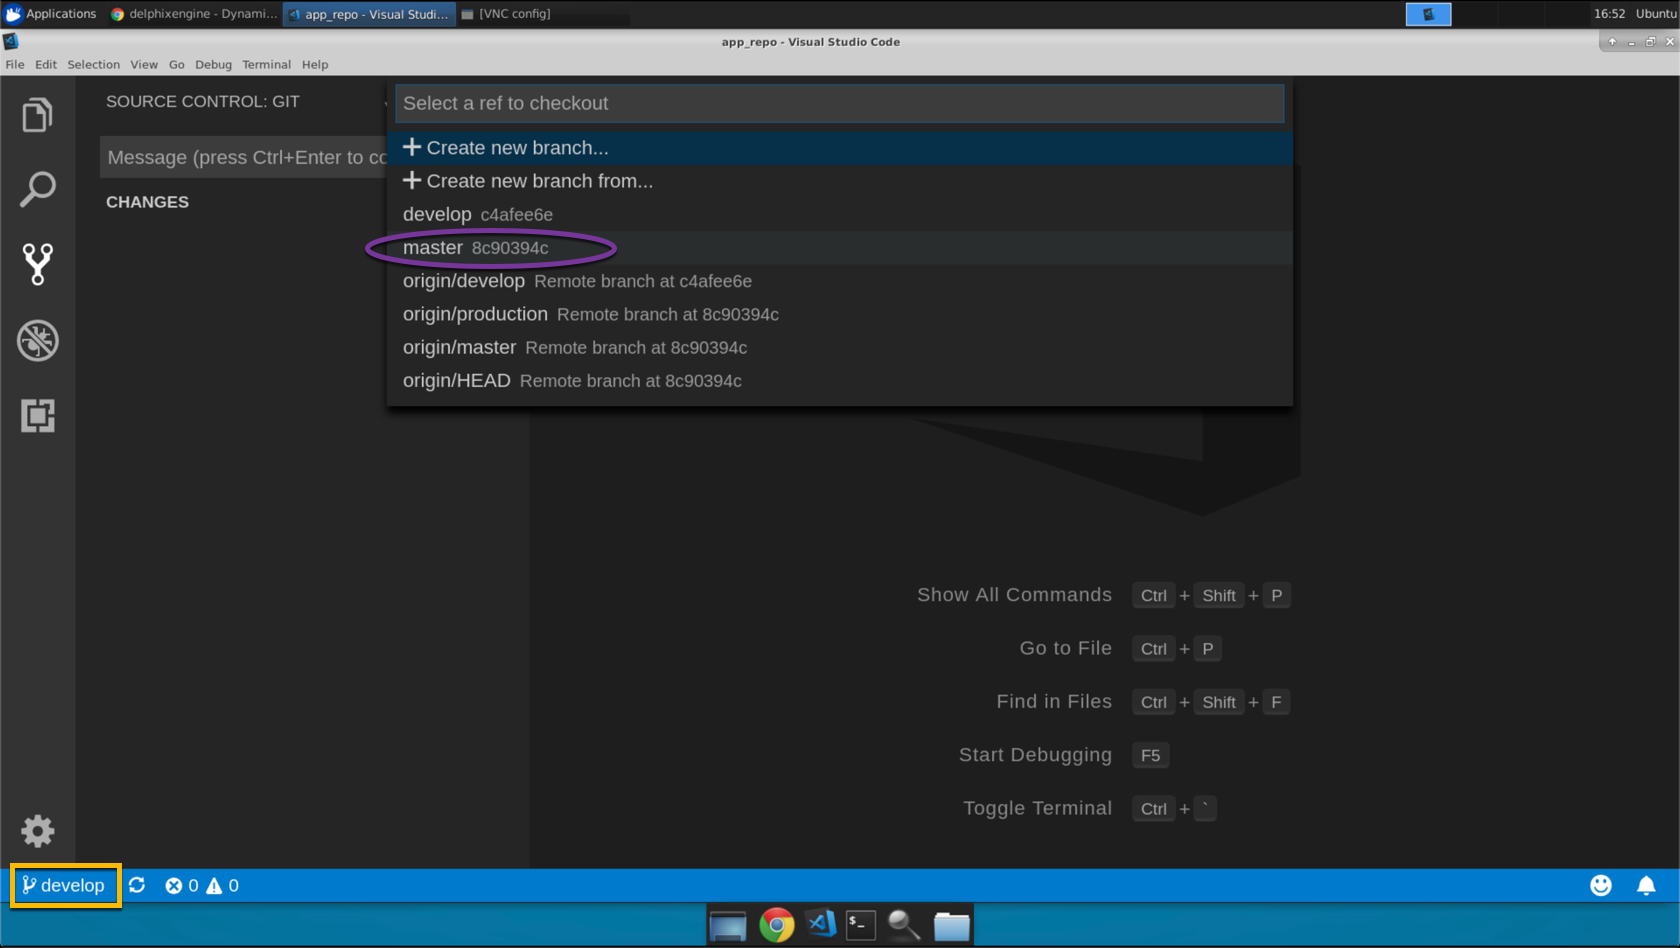 Applications
delphixengine - Dynami...
app_repo - Visual Studi...
[VNC config]
16:52 Ubuntu
app_repo - Visual Studio Code
File Edit Selection View Go Debug Terminal Help
SOURCE CONTROL: GIT
Select a ref to checkout
Message (press Ctrl+Enter to co
CHANGES
Create new branch...
Create new branch from...
develop c4afee6e
master 8c90394c
origin/develop Remote branch at c4afee6e
origin/production Remote branch at 8c90394c
origin/master Remote branch at 8c90394c
origin/HEAD Remote branch at 8c90394c
Show All Commands Ctrl + Shift + P
Go to File Ctrl + P
Find in Files Ctrl + Shift + F
Start Debugging F5
Toggle Terminal Ctrl + `
develop 0 0
$-